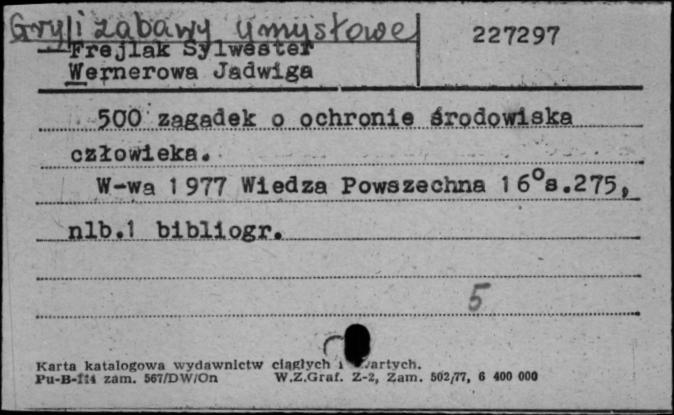 Gry i zabawy umysłowe
227297
Frejlak Sylwester
Wernerowa Jadwiga
500 zagadek o ochronie środowiska
człowieka.
W-wa 1977 Wiedza Powszechna 16°s.275,
nlb.1 bibliogr.
5
Karta katalogowa wydawnictw ciągłych i
Pu-B-114 zam. 567/DW/On W.Z.Graf. Z-2, Zam. 502/77, 6 400 000